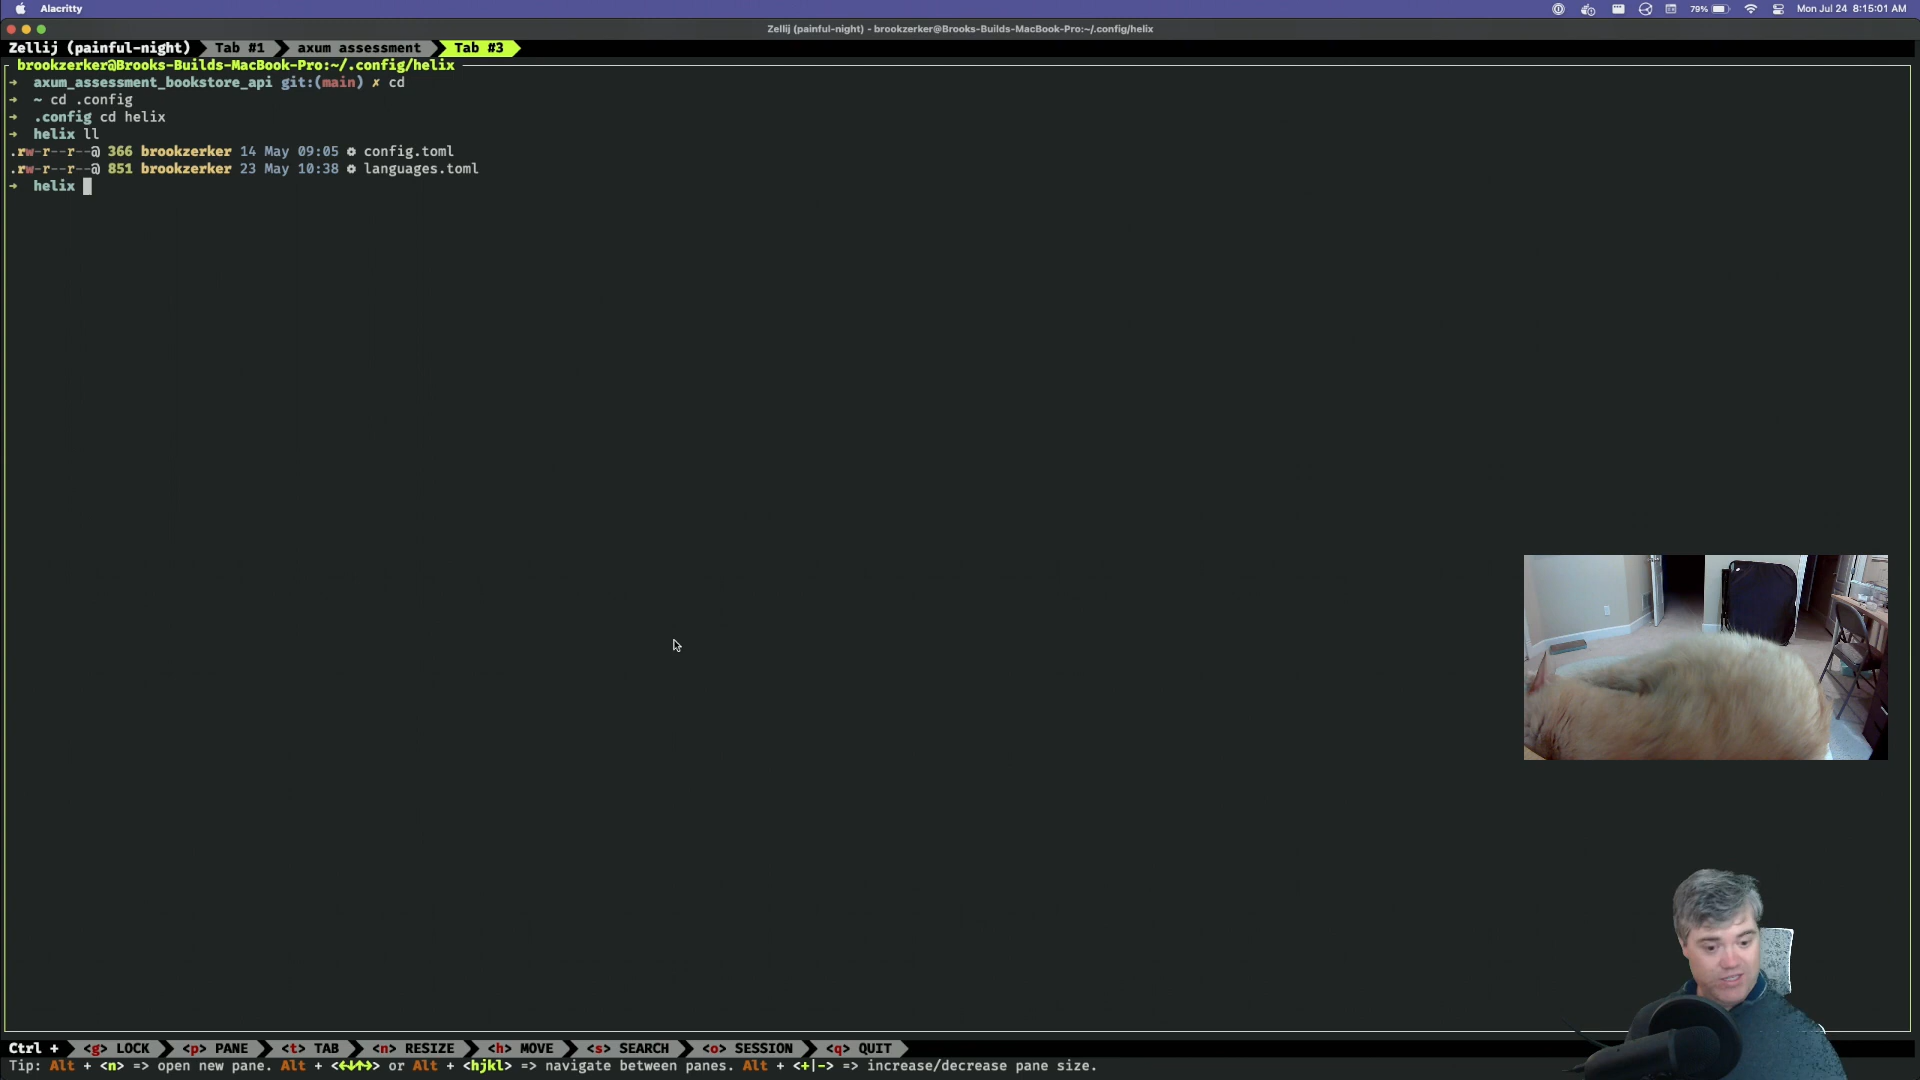 Alacritty
79%
Mon Jul 24 8:15:01 AM
Zellij (painful-night) - brookzerker@Brooks-Builds-MacBook-Pro:~/.config/helix
Zellij (painful-night) Tab #1 axum assessment Tab #3
brookzerker@Brooks-Builds-MacBook-Pro:~/.config/helix
→ axum_assessment_bookstore_api git:(main) ✗ cd
→ ~ cd .config
→ .config cd helix
→ helix ll
.rw-r--r--@ 366 brookzerker 14 May 09:05 config.toml
.rw-r--r--@ 851 brookzerker 23 May 10:38 languages.toml
→ helix
Ctrl + <g> LOCK <p> PANE <t> TAB <n> RESIZE <h> MOVE <s> SEARCH <o> SESSION <q> QUIT
Tip: Alt + <n> => open new pane. Alt + <←↓↑→> or Alt + <hjkl> => navigate between panes. Alt + <+|-> => increase/decrease pane size.